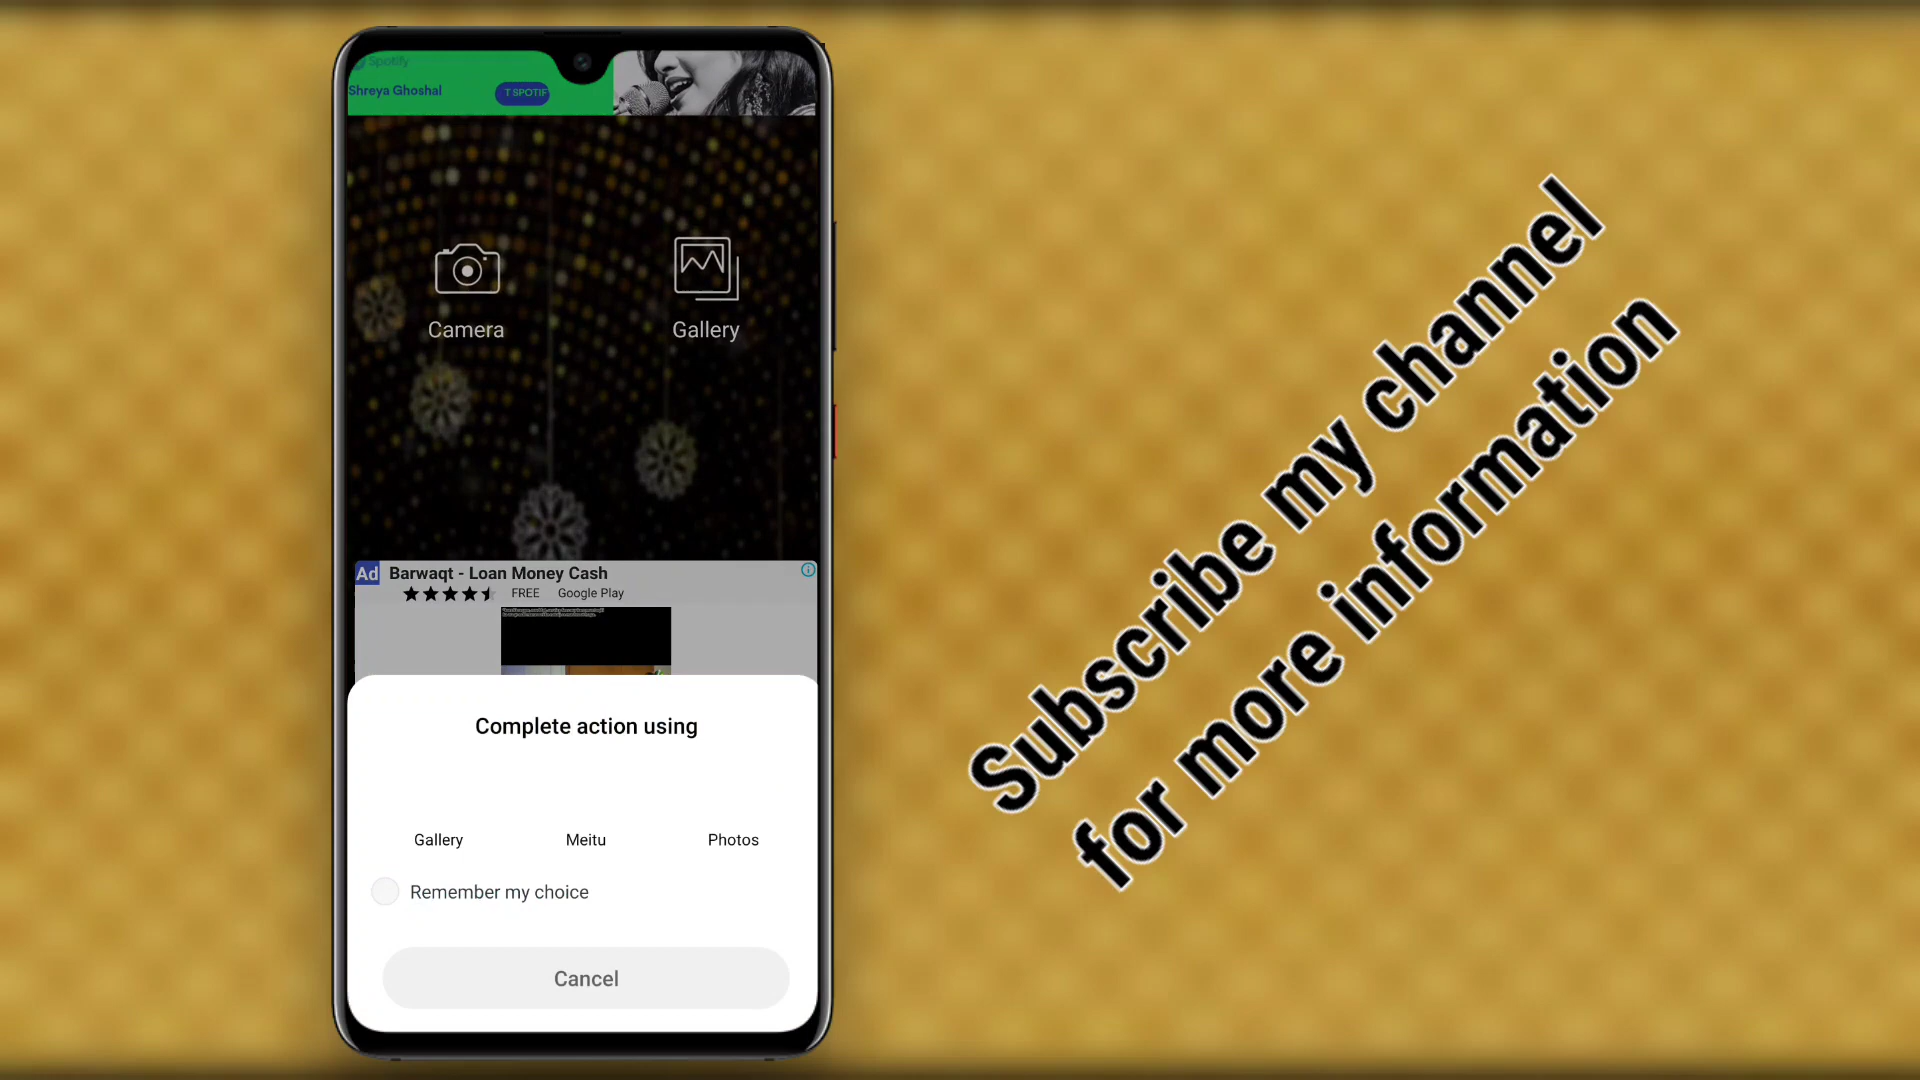 Spotify
Shreya Ghoshal
T SPOTIF
Camera
Gallery
Ad
Barwaqt - Loan Money Cash
FREE
Google Play
Complete action using
Gallery
Meitu
Photos
Remember my choice
Cancel
Subscribe my channel
for more information